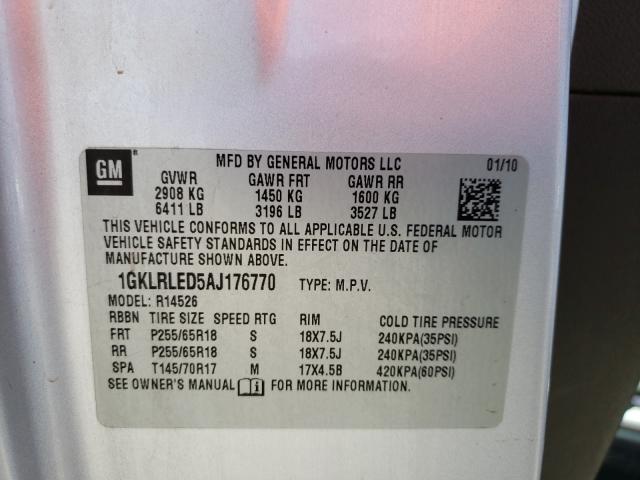 GM
MFD BY GENERAL MOTORS LLC 01/10
GVWR GAWR FRT GAWR RR
2908 KG 1450 KG 1600 KG
6411 LB 3196 LB 3527 LB
THIS VEHICLE CONFORMS TO ALL APPLICABLE U.S. FEDERAL MOTOR
VEHICLE SAFETY STANDARDS IN EFFECT ON THE DATE OF
MANUFACTURE SHOWN ABOVE.
1GKLRLED5AJ176770 TYPE: M.P.V.
MODEL: R14526
RBBN TIRE SIZE SPEED RTG RIM COLD TIRE PRESSURE
FRT P255/65R18 S 18X7.5J 240KPA(35PSI)
RR P255/65R18 S 18X7.5J 240KPA(35PSI)
SPA T145/70R17 M 17X4.5B 420KPA(60PSI)
SEE OWNER'S MANUAL FOR MORE INFORMATION.